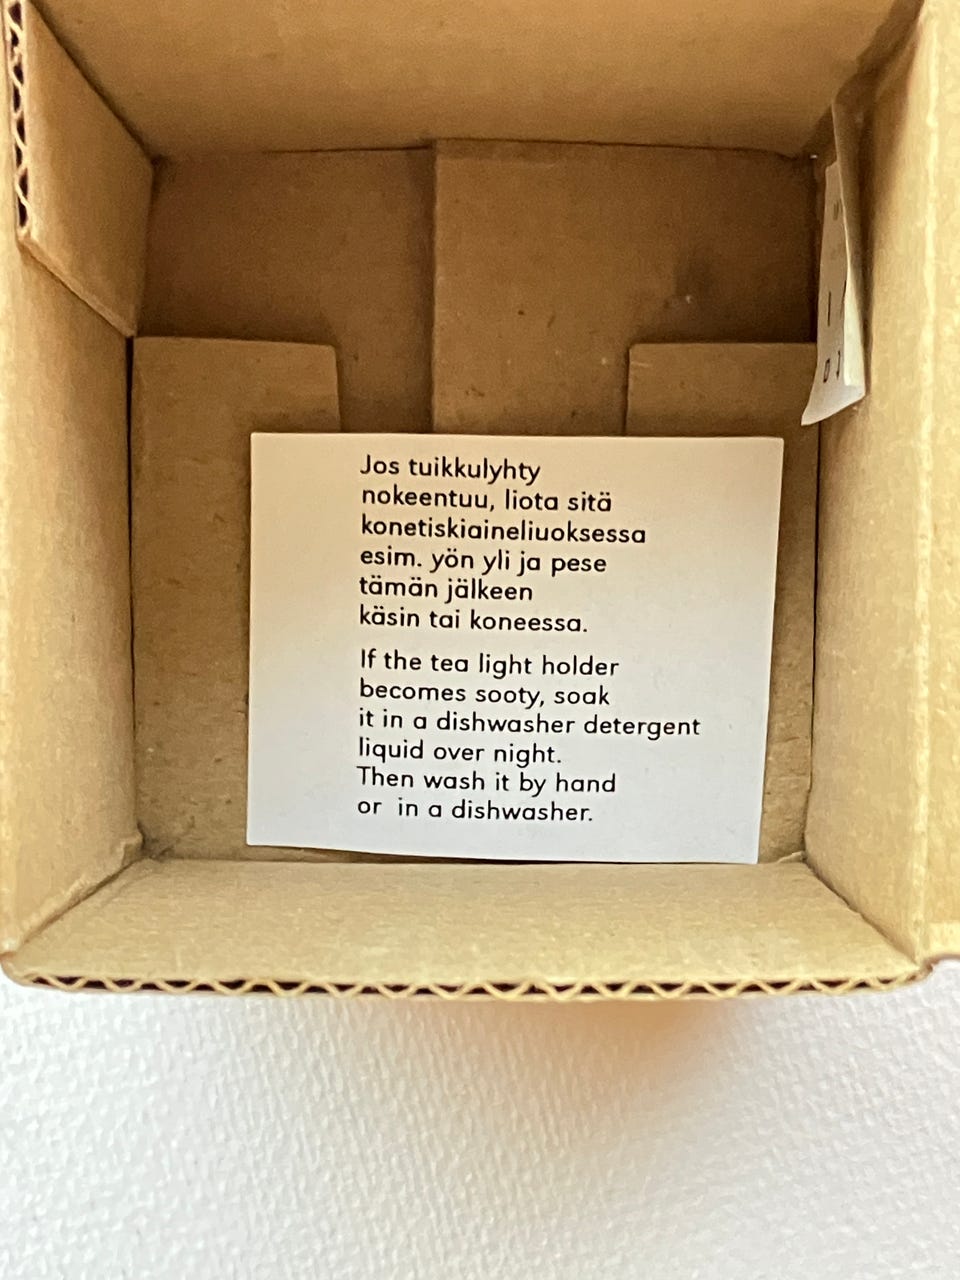 Jos tuikkulyhty
nokeentuu, liota sitä
konetiskiaineliuoksessa
esim. yön yli ja pese
tämän jälkeen
käsin tai koneessa.
If the tea light holder
becomes sooty, soak
it in a dishwasher detergent
liquid over night.
Then wash it by hand
or in a dishwasher.